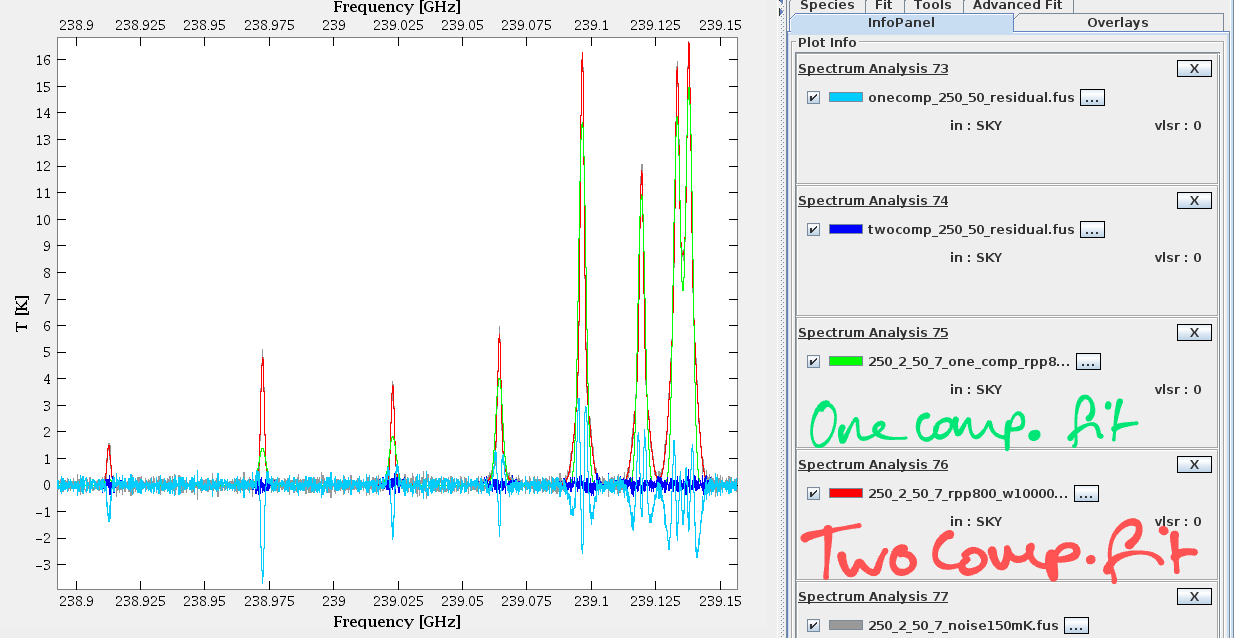 Frequency [GHz]
238.9 238.925 238.95 238.975 239 239.025 239.05 239.075 239.1 239.125 239.15
16
15
14
13
12
11
10
9
8
7
6
5
4
3
2
1
0
−1
−2
−3
T [K]
238.9 238.925 238.95 238.975 239 239.025 239.05 239.075 239.1 239.125 239.15
Frequency [GHz]
Species Fit Tools Advanced Fit
InfoPanel Overlays
Plot Info
Spectrum Analysis 73 X
onecomp_250_50_residual.fus ...
in : SKY vlsr : 0
Spectrum Analysis 74 X
twocomp_250_50_residual.fus ...
in : SKY vlsr : 0
Spectrum Analysis 75 X
250_2_50_7_one_comp_rpp8... ...
in : SKY vlsr : 0
One comp. fit
Spectrum Analysis 76 X
250_2_50_7_rpp800_w10000... ...
in : SKY vlsr : 0
Two Comp. fit
Spectrum Analysis 77 X
250_2_50_7_noise150mK.fus ...